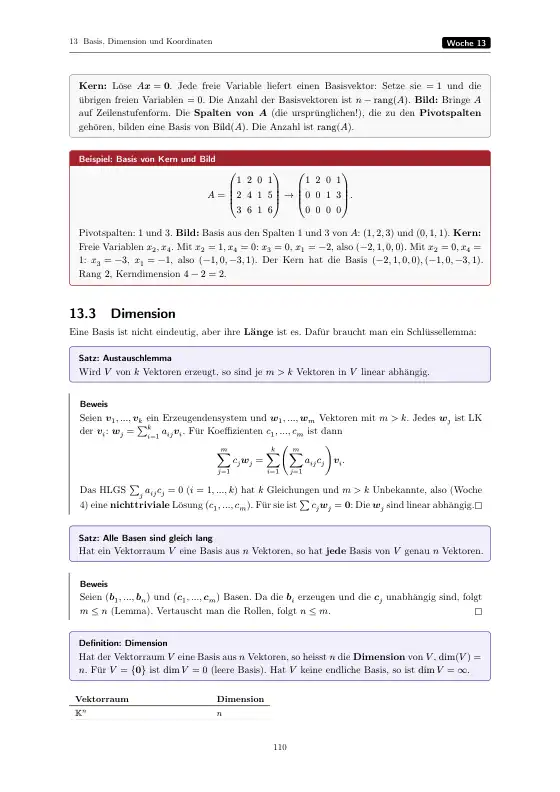 13 Basis, Dimension und Koordinaten
Woche 13
Kern: Löse Ax = 0. Jede freie Variable liefert einen Basisvektor: Setze sie = 1 und die
übrigen freien Variablen = 0. Die Anzahl der Basisvektoren ist n − rang(A). Bild: Bringe A
auf Zeilenstufenform. Die Spalten von A (die ursprünglichen!), die zu den Pivotspalten
gehören, bilden eine Basis von Bild(A). Die Anzahl ist rang(A).
Beispiel: Basis von Kern und Bild
A = (1 2 0 1; 2 4 1 5; 3 6 1 6) → (1 2 0 1; 0 0 1 3; 0 0 0 0).
Pivotspalten: 1 und 3. Bild: Basis aus den Spalten 1 und 3 von A: (1, 2, 3) und (0, 1, 1). Kern:
Freie Variablen x₂, x₄. Mit x₂ = 1, x₄ = 0: x₃ = 0, x₁ = −2, also (−2, 1, 0, 0). Mit x₂ = 0, x₄ =
1: x₃ = −3, x₁ = −1, also (−1, 0, −3, 1). Der Kern hat die Basis (−2, 1, 0, 0), (−1, 0, −3, 1).
Rang 2, Kerndimension 4 − 2 = 2.
13.3 Dimension
Eine Basis ist nicht eindeutig, aber ihre Länge ist es. Dafür braucht man ein Schlüssellemma:
Satz: Austauschlemma
Wird V von k Vektoren erzeugt, so sind je m > k Vektoren in V linear abhängig.
Beweis
Seien v₁, ..., vₖ ein Erzeugendensystem und w₁, ..., wₘ Vektoren mit m > k. Jedes wⱼ ist LK
der vᵢ: wⱼ = ∑ᵢ₌₁ᵏ aᵢⱼvᵢ. Für Koeffizienten c₁, ..., cₘ ist dann
∑ⱼ₌₁ᵐ cⱼwⱼ = ∑ᵢ₌₁ᵏ (∑ⱼ₌₁ᵐ aᵢⱼcⱼ) vᵢ.
Das HLGS ∑ⱼ aᵢⱼcⱼ = 0 (i = 1, ..., k) hat k Gleichungen und m > k Unbekannte, also (Woche
4) eine nichttriviale Lösung (c₁, ..., cₘ). Für sie ist ∑ cⱼwⱼ = 0: Die wⱼ sind linear abhängig. □
Satz: Alle Basen sind gleich lang
Hat ein Vektorraum V eine Basis aus n Vektoren, so hat jede Basis von V genau n Vektoren.
Beweis
Seien (b₁, ..., bₙ) und (c₁, ..., cₘ) Basen. Da die bᵢ erzeugen und die cⱼ unabhängig sind, folgt
m ≤ n (Lemma). Vertauscht man die Rollen, folgt n ≤ m. □
Definition: Dimension
Hat der Vektorraum V eine Basis aus n Vektoren, so heisst n die Dimension von V, dim(V) =
n. Für V = {0} ist dim V = 0 (leere Basis). Hat V keine endliche Basis, so ist dim V = ∞.
Vektorraum Dimension
𝕂ⁿ n
110